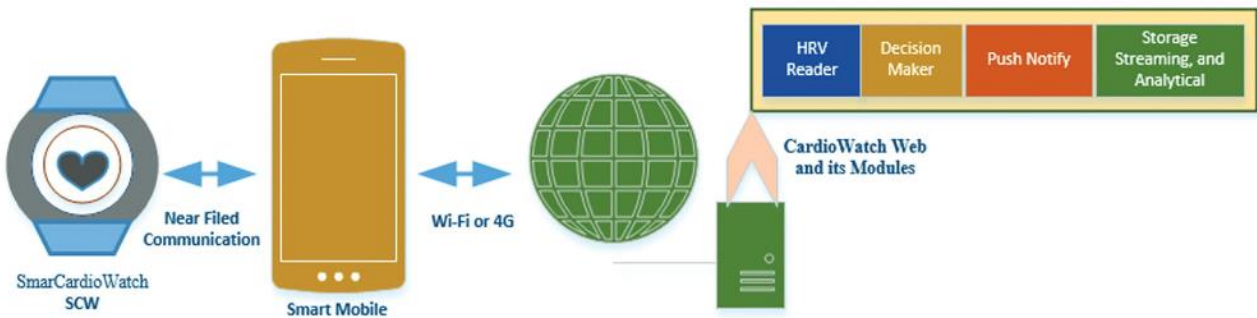 HRV
Reader
Decision
Maker
Push Notify
Storage
Streaming, and
Analytical
CardioWatch Web
and its Modules
Near Filed
Communication
Wi-Fi or 4G
SmarCardioWatch
SCW
Smart Mobile